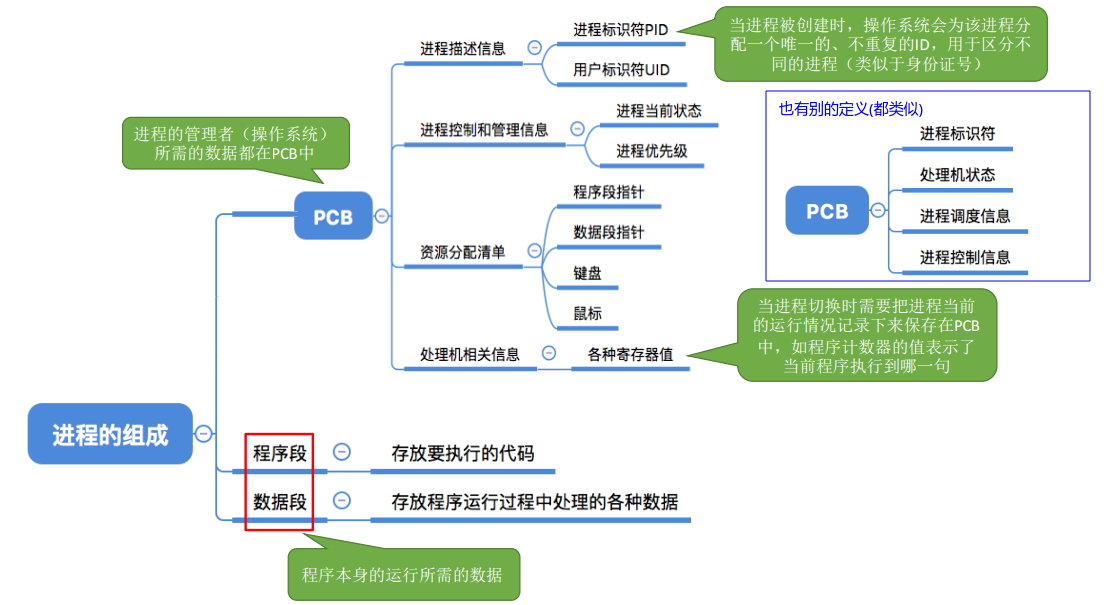 进程描述信息
进程标识符PID
用户标识符UID
当进程被创建时，操作系统会为该进程分
配一个唯一的、不重复的ID，用于区分不
同的进程（类似于身份证号）
进程控制和管理信息
进程当前状态
进程优先级
进程的管理者（操作系统）
所需的数据都在PCB中
PCB
资源分配清单
程序段指针
数据段指针
键盘
鼠标
处理机相关信息
各种寄存器值
也有别的定义(都类似)
PCB
进程标识符
处理机状态
进程调度信息
进程控制信息
当进程切换时需要把进程当前
的运行情况记录下来保存在PCB
中，如程序计数器的值表示了
当前程序执行到哪一句
进程的组成
程序段
存放要执行的代码
数据段
存放程序运行过程中处理的各种数据
程序本身的运行所需的数据